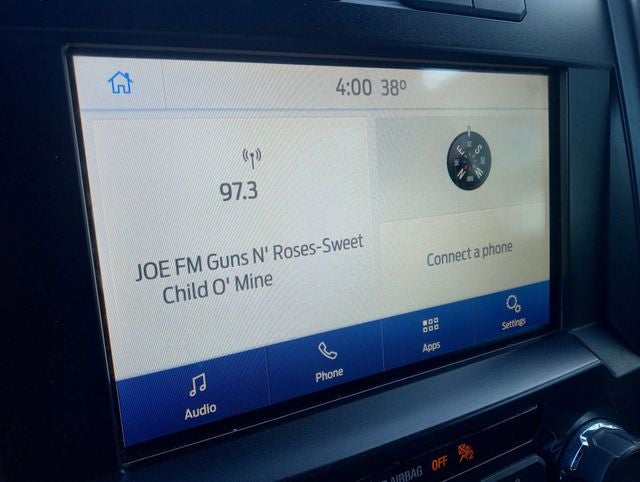 4:00 38°
97.3
JOE FM Guns N' Roses-Sweet
Child O' Mine
Connect a phone
Audio
Phone
Apps
Settings
AIRBAG OFF